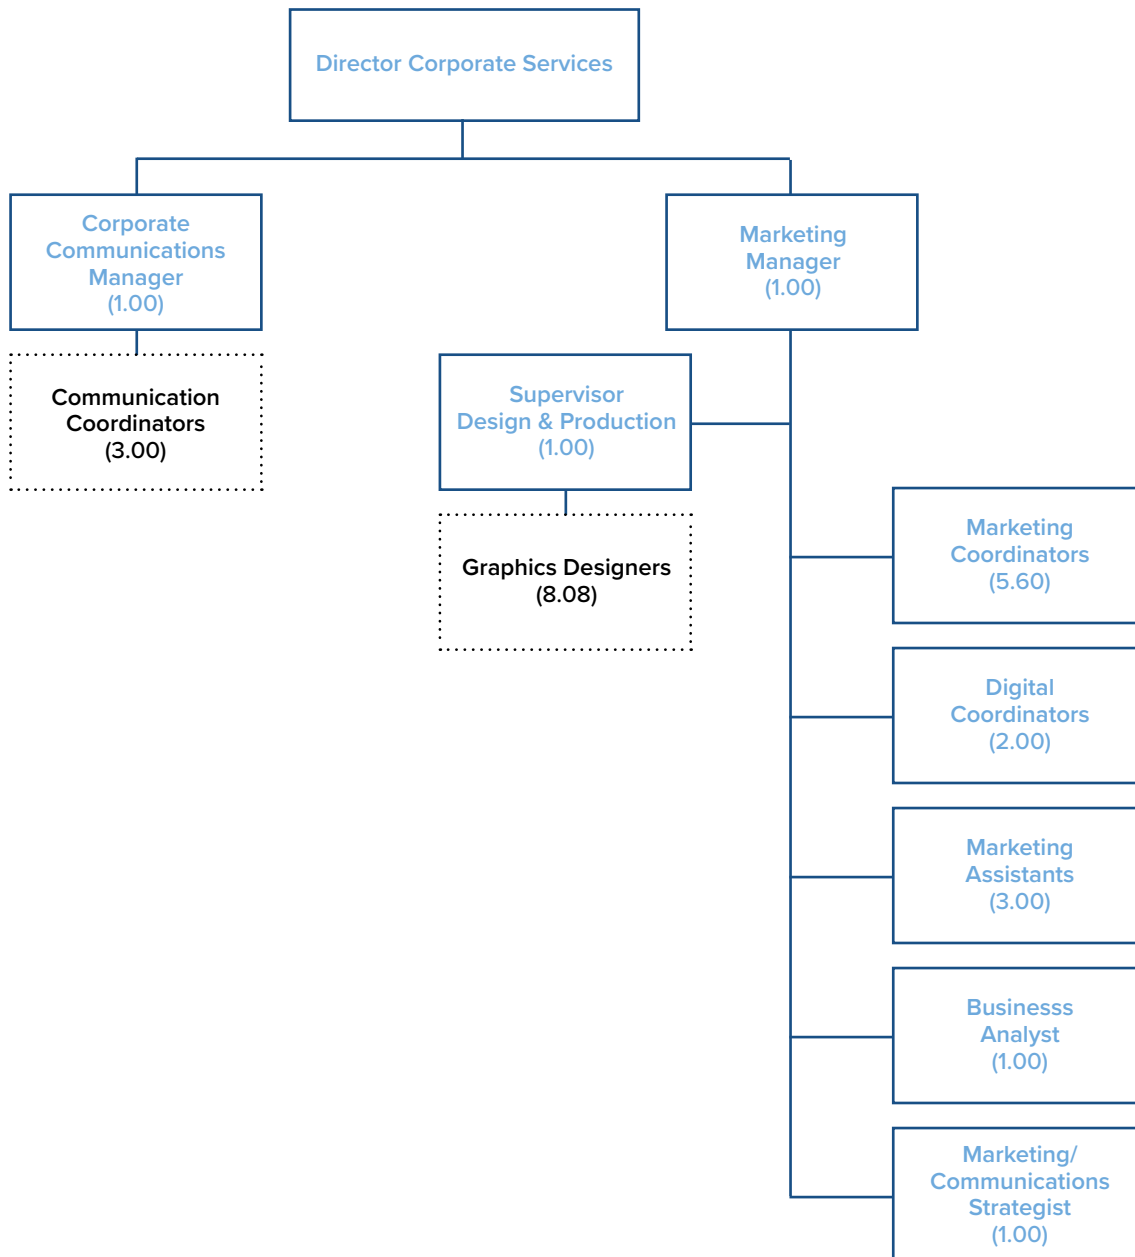 Director Corporate Services
Corporate
Communications
Manager
(1.00)
Marketing
Manager
(1.00)
Communication
Coordinators
(3.00)
Supervisor
Design & Production
(1.00)
Graphics Designers
(8.08)
Marketing
Coordinators
(5.60)
Digital
Coordinators
(2.00)
Marketing
Assistants
(3.00)
Businesss
Analyst
(1.00)
Marketing/
Communications
Strategist
(1.00)